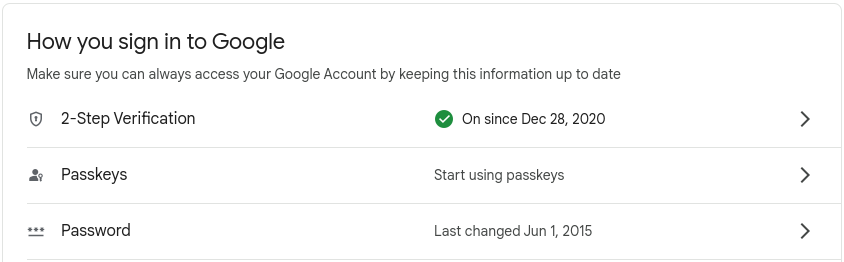 How you sign in to Google
Make sure you can always access your Google Account by keeping this information up to date
2-Step Verification
On since Dec 28, 2020
Passkeys
Start using passkeys
Password
Last changed Jun 1, 2015